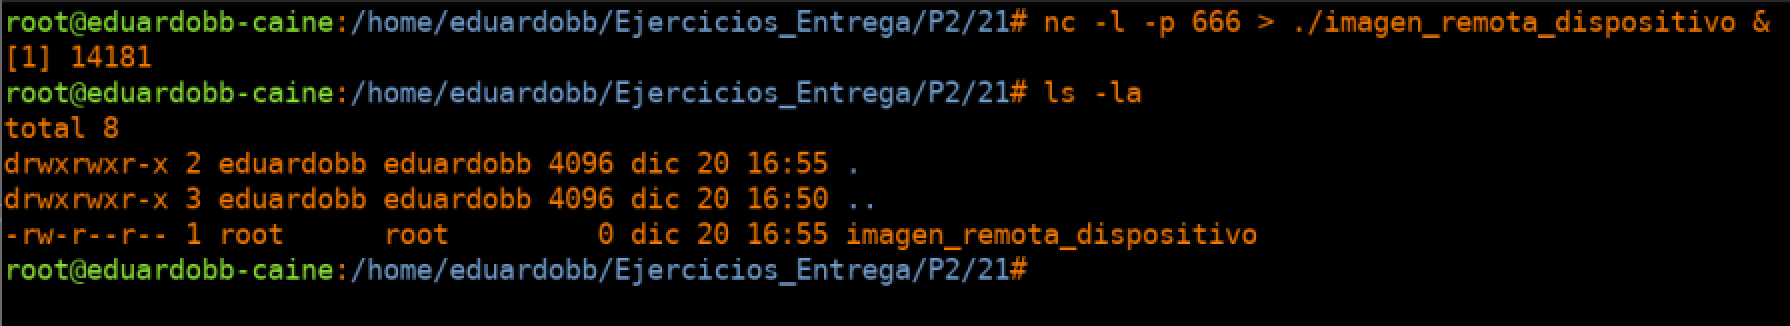 root@eduardobb-caine:/home/eduardobb/Ejercicios_Entrega/P2/21# nc -l -p 666 > ./imagen_remota_dispositivo &
[1] 14181
root@eduardobb-caine:/home/eduardobb/Ejercicios_Entrega/P2/21# ls -la
total 8
drwxrwxr-x 2 eduardobb eduardobb 4096 dic 20 16:55 .
drwxrwxr-x 3 eduardobb eduardobb 4096 dic 20 16:50 ..
-rw-r--r-- 1 root      root         0 dic 20 16:55 imagen_remota_dispositivo
root@eduardobb-caine:/home/eduardobb/Ejercicios_Entrega/P2/21#